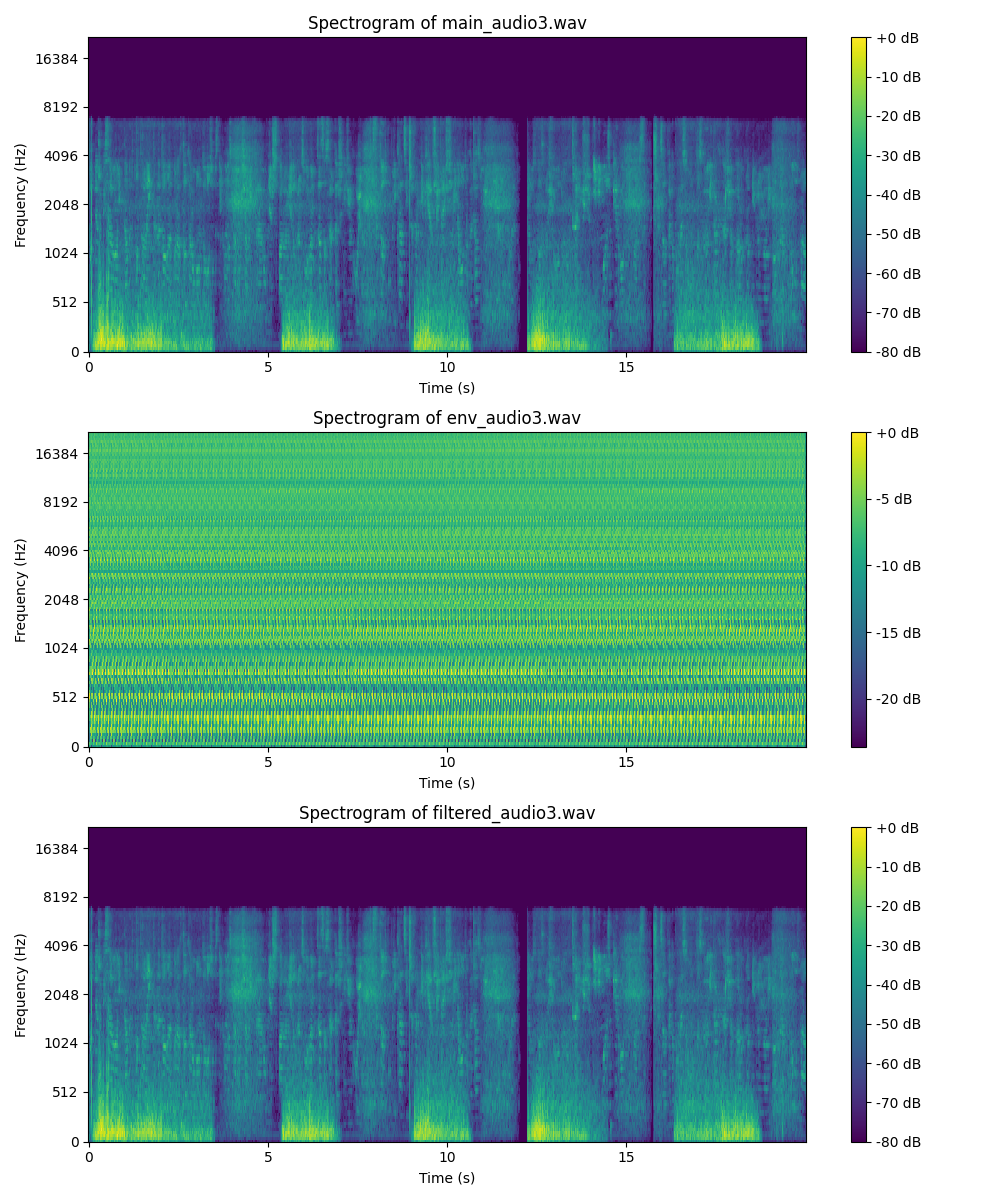 Spectrogram of main_audio3.wav
+0 dB
16384
-10 dB
8192
-20 dB
4096
-30 dB
Frequency (Hz)
-40 dB
2048
-50 dB
1024
-60 dB
512
-70 dB
0
-80 dB
0 5 10 15
Time (s)
Spectrogram of env_audio3.wav
+0 dB
16384
8192
-5 dB
4096
-10 dB
Frequency (Hz)
2048
-15 dB
1024
512
-20 dB
0
0 5 10 15
Time (s)
Spectrogram of filtered_audio3.wav
+0 dB
16384
-10 dB
8192
-20 dB
4096
-30 dB
Frequency (Hz)
-40 dB
2048
-50 dB
1024
-60 dB
512
-70 dB
0
-80 dB
0 5 10 15
Time (s)